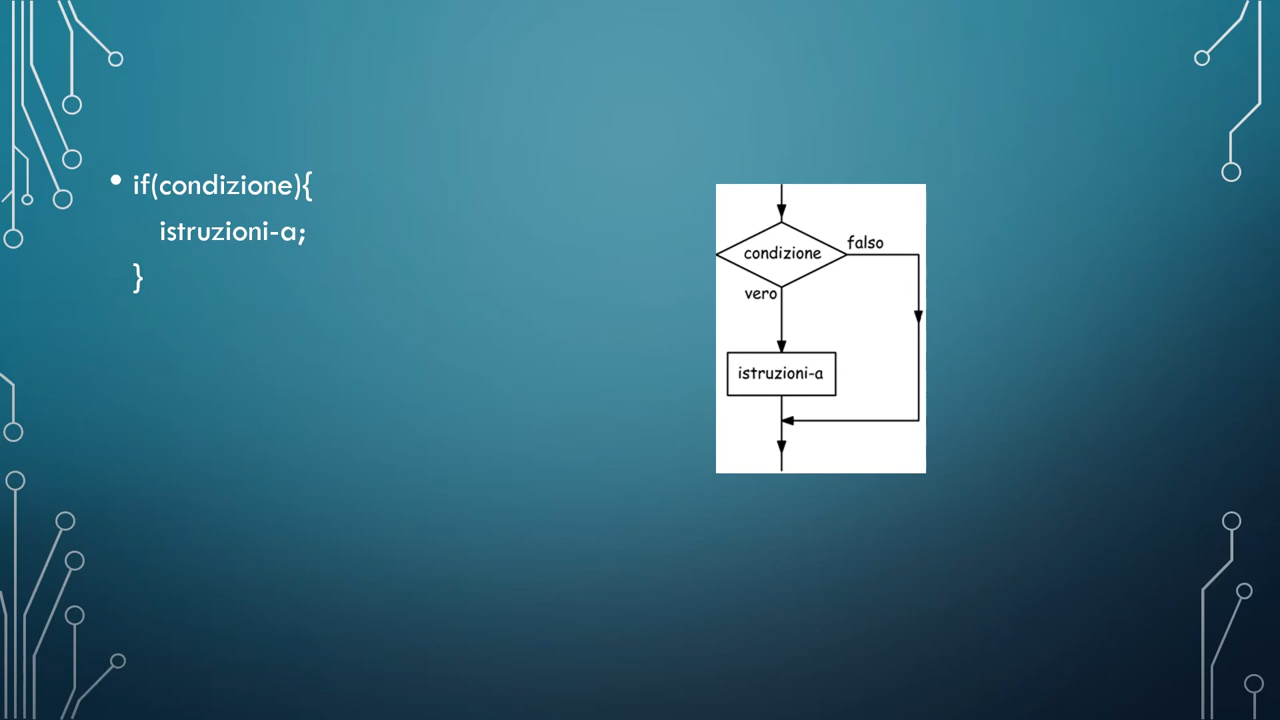 • if(condizione){
istruzioni-a;
}
condizione
falso
vero
istruzioni-a